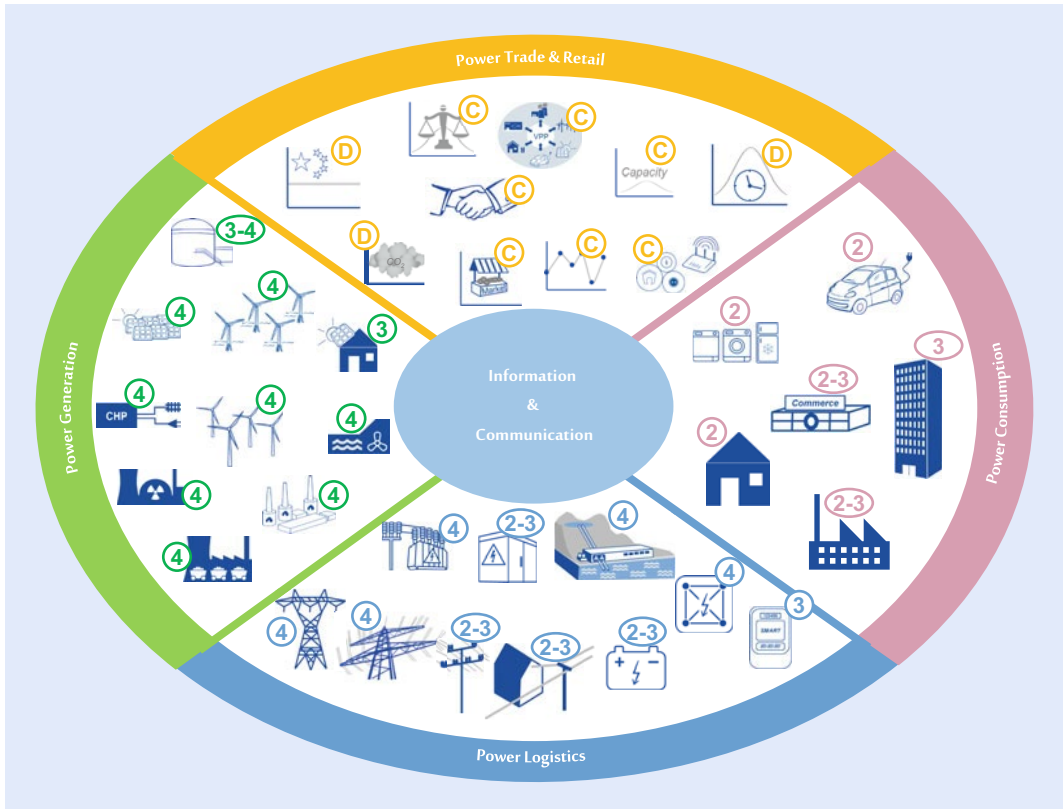 Power Trade & Retail
C
C
VPP
D
C
Capacity
D
C
D
CO₂
C
Market
C
C
Power Generation
3-4
4
4
3
4
CHP
4
4
4
4
4
Information
&
Communication
Power Consumption
2
2
3
2-3
Commerce
2
2-3
4
2-3
4
4
3
SMART
4
4
2-3
2-3
2-3
+ −
Power Logistics